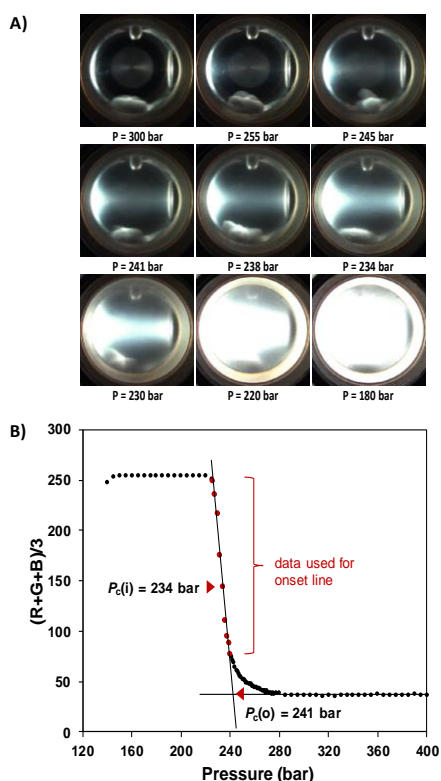 A)
P = 300 bar P = 255 bar P = 245 bar
P = 241 bar P = 238 bar P = 234 bar
P = 230 bar P = 220 bar P = 180 bar
B)
300
250
200
150
100
50
0
(R+G+B)/3
data used for
onset line
Pc(i) = 234 bar
Pc(o) = 241 bar
120 160 200 240 280 320 360 400
Pressure (bar)